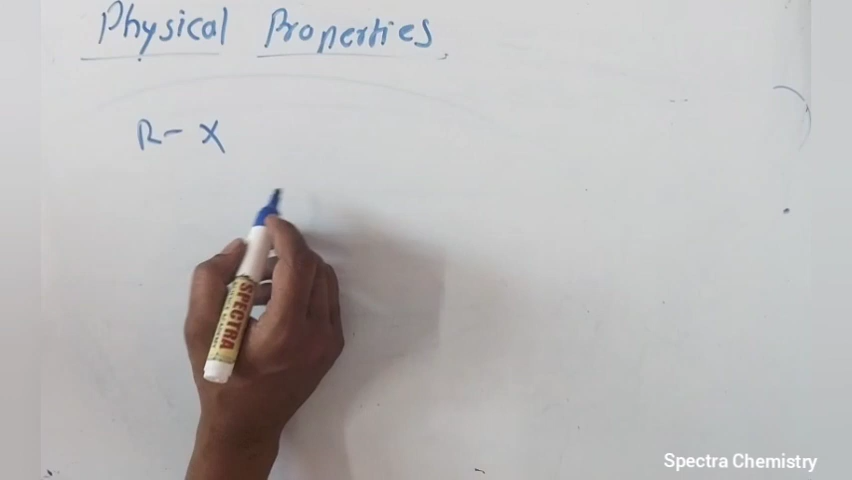 Physical Properties
R- X
SPECTRA
Spectra Chemistry